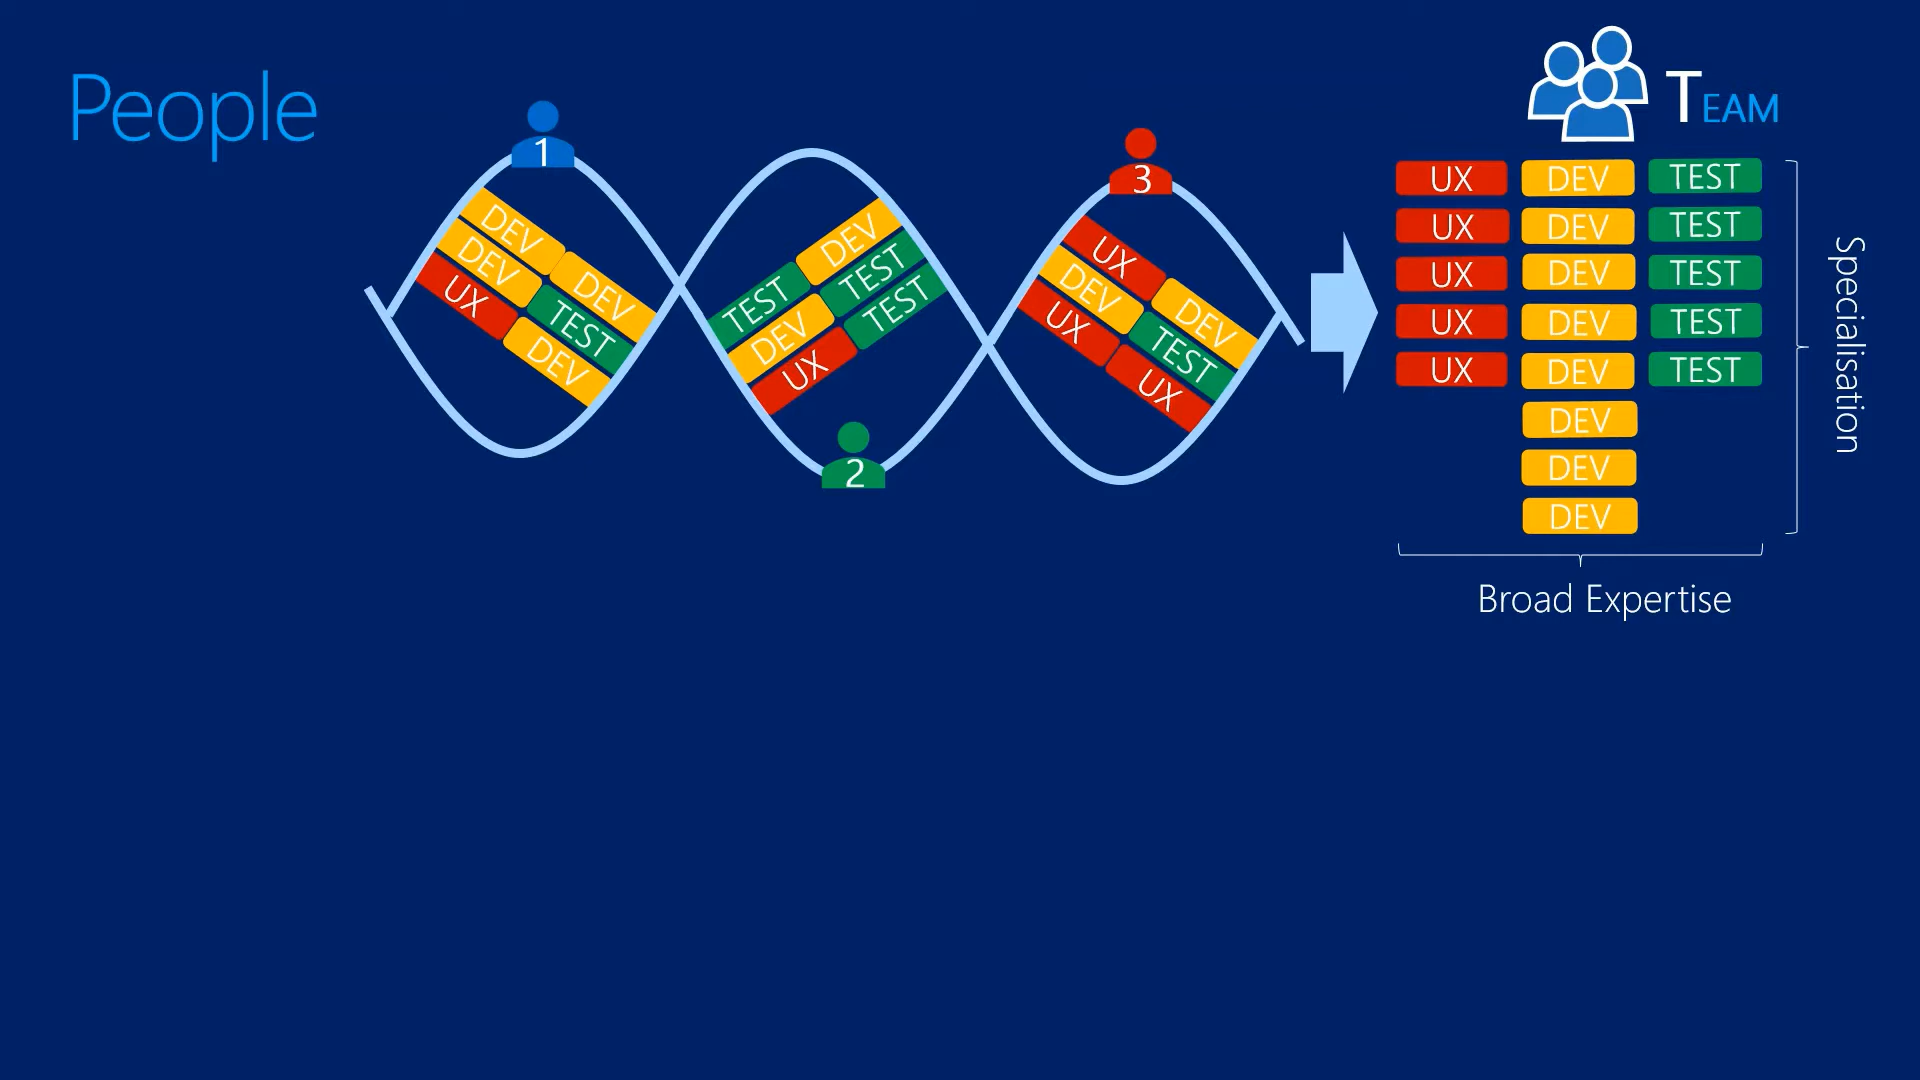 People
1
DEV DEV
DEV TEST
UX DEV
TEST DEV
DEV TEST
UX TEST
2
3
UX DEV
DEV TEST
UX UX
TEAM
UX DEV TEST
UX DEV TEST
UX DEV TEST
UX DEV TEST
UX DEV TEST
DEV
DEV
DEV
Specialisation
Broad Expertise